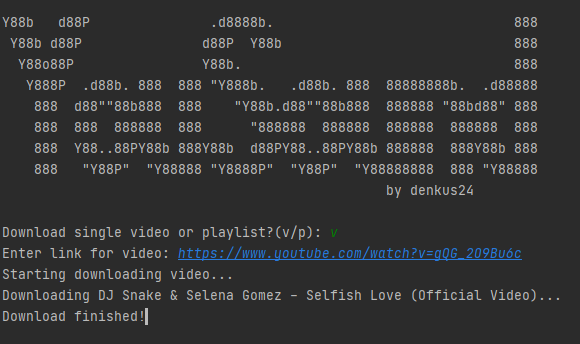 Y88b   d88P               .d8888b.                              888
 Y88b d88P               d88P  Y88b                             888
  Y88o88P                Y88b.                                  888
   Y888P  .d88b. 888  888 "Y888b.   .d88b. 888  88888888b.  .d88888
    888  d88""88b888  888    "Y88b.d88""88b888  888888 "88bd88" 888
    888  888  888888  888      "888888  888888  888888  888888  888
    888  Y88..88PY88b 888Y88b  d88PY88..88PY88b 888888  888Y88b 888
    888   "Y88P"  "Y88888 "Y8888P"  "Y88P"  "Y88888888  888 "Y88888
by denkus24
Download single video or playlist?(v/p): v
Enter link for video: https://www.youtube.com/watch?v=gQG_2O9Bu6c
Starting downloading video...
Downloading DJ Snake & Selena Gomez - Selfish Love (Official Video)...
Download finished!